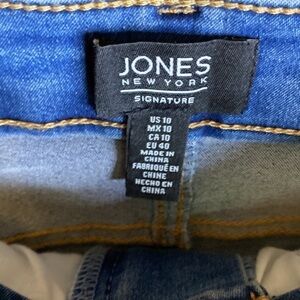 JONES
NEW YORK
SIGNATURE
US 10
MX 10
CA 10
EU 40
MADE IN
CHINA
FABRIQUÉ EN
CHINE
HECHO EN
CHINA